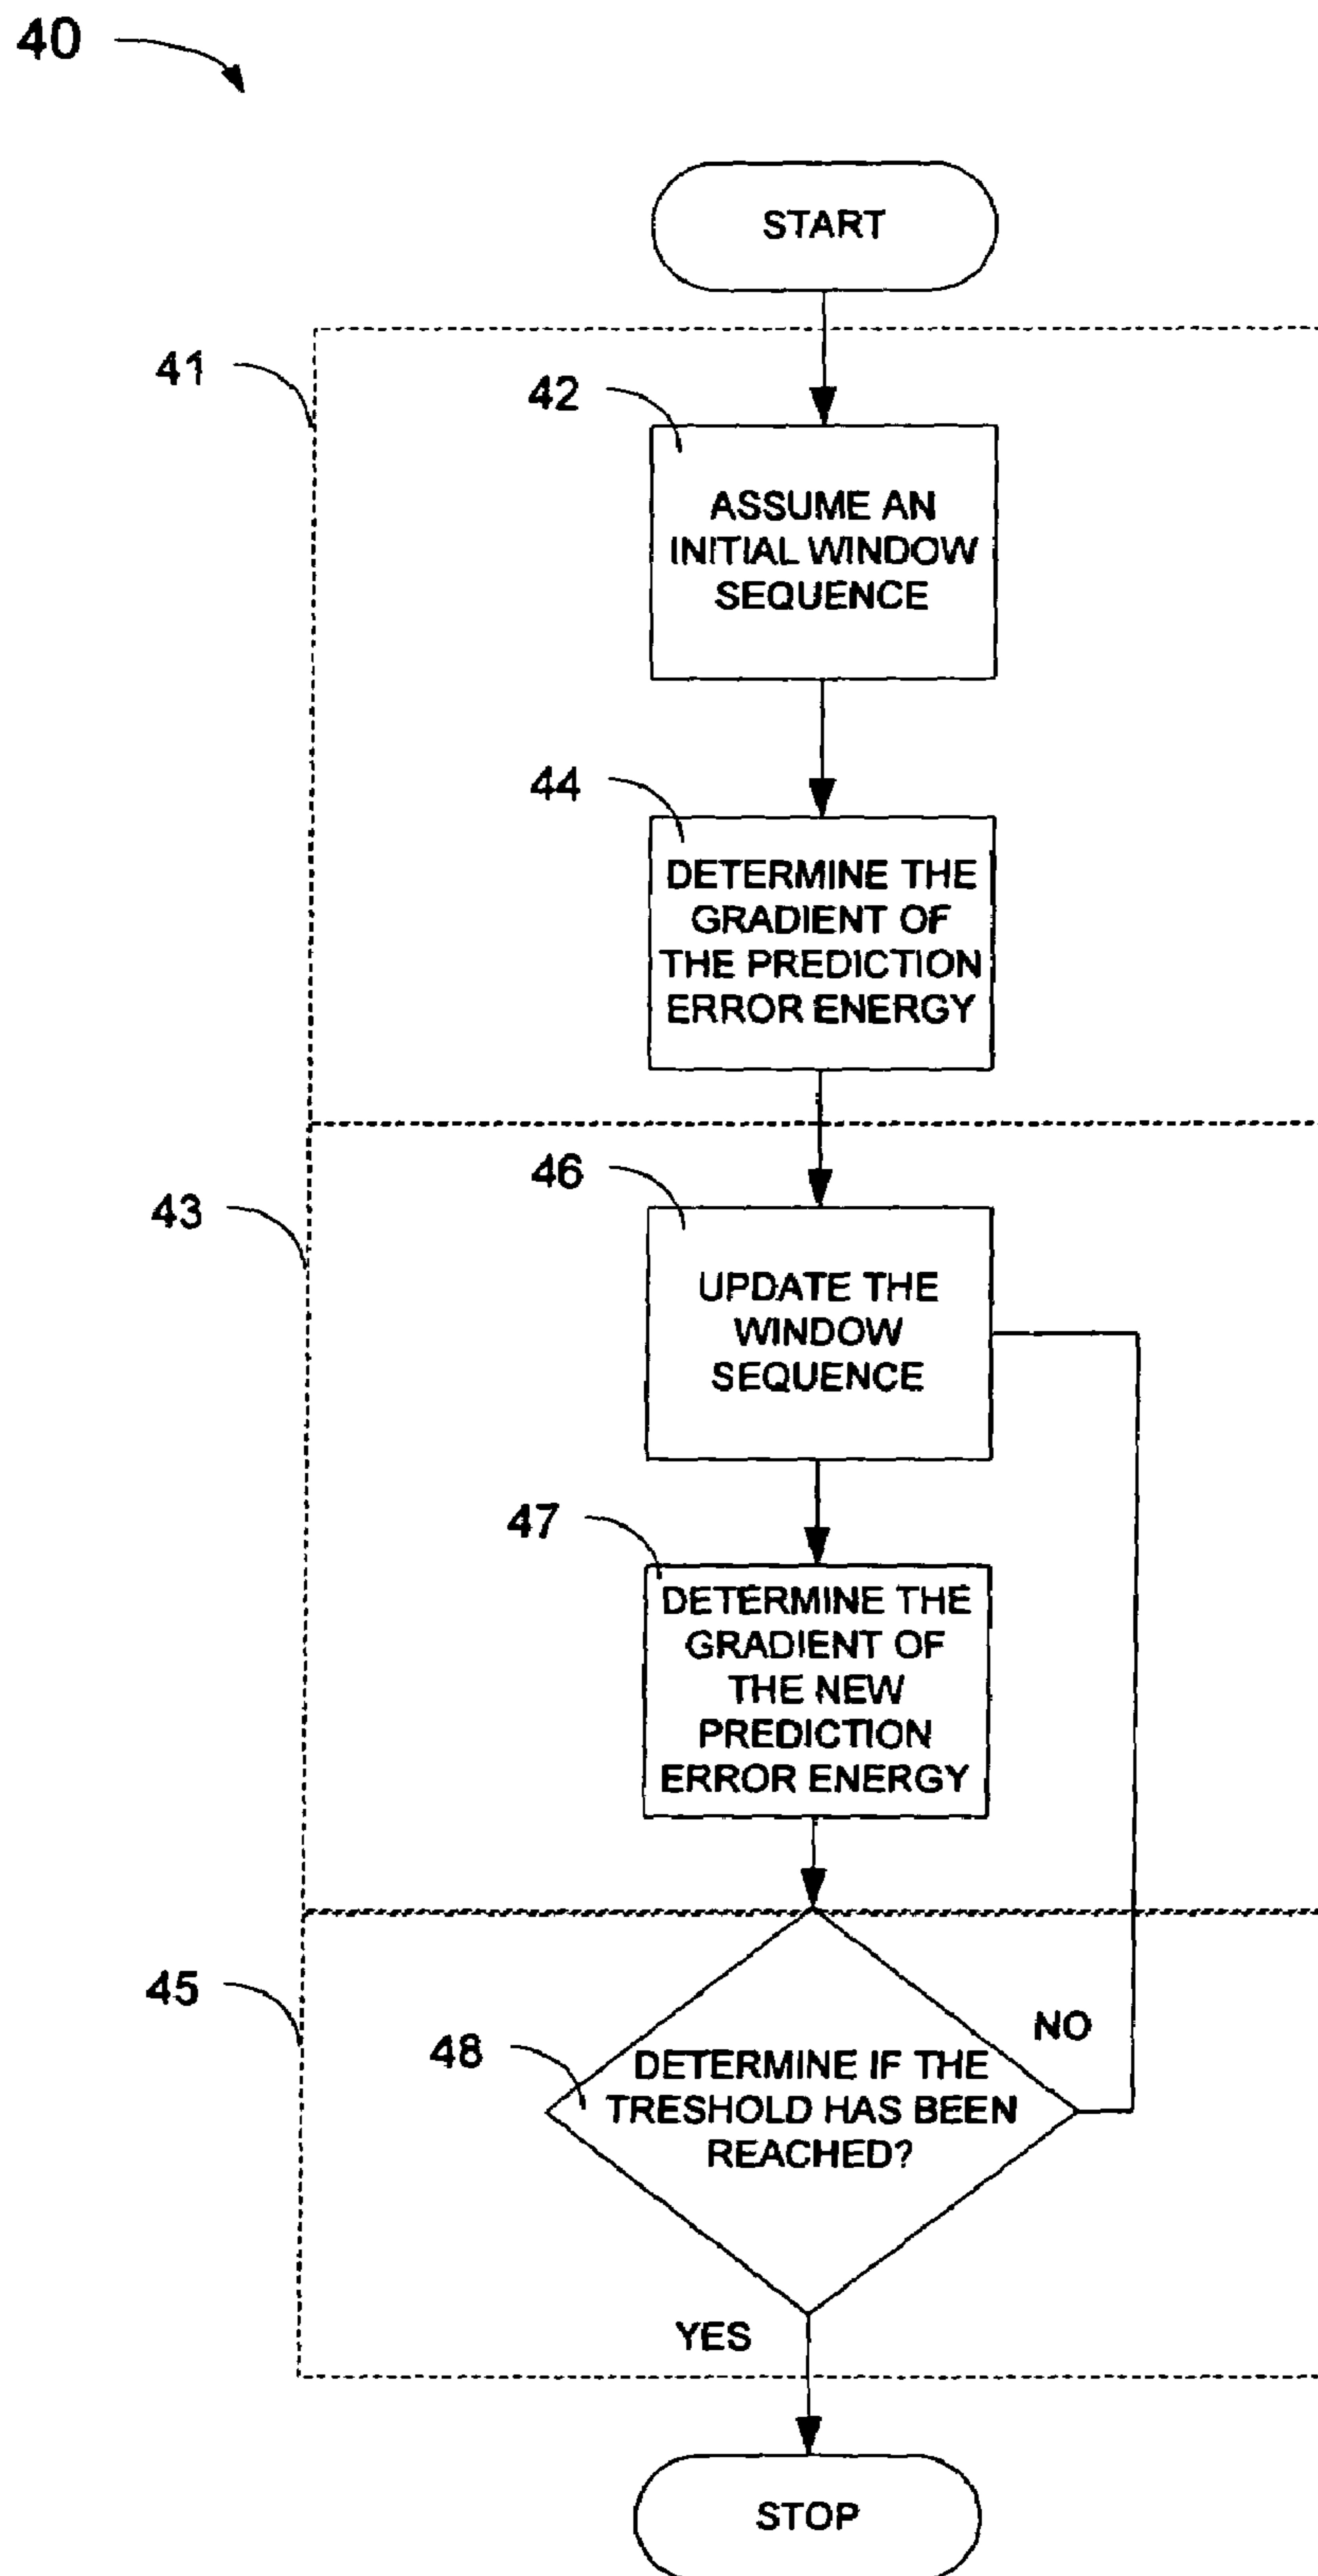 40
START
41
42
ASSUME AN
INITIAL WINDOW
SEQUENCE
44
DETERMINE THE
GRADIENT OF
THE PREDICTION
ERROR ENERGY
43
46
UPDATE THE
WINDOW
SEQUENCE
47
DETERMINE THE
GRADIENT OF
THE NEW
PREDICTION
ERROR ENERGY
45
48
NO
DETERMINE IF THE
TRESHOLD HAS BEEN
REACHED?
YES
STOP